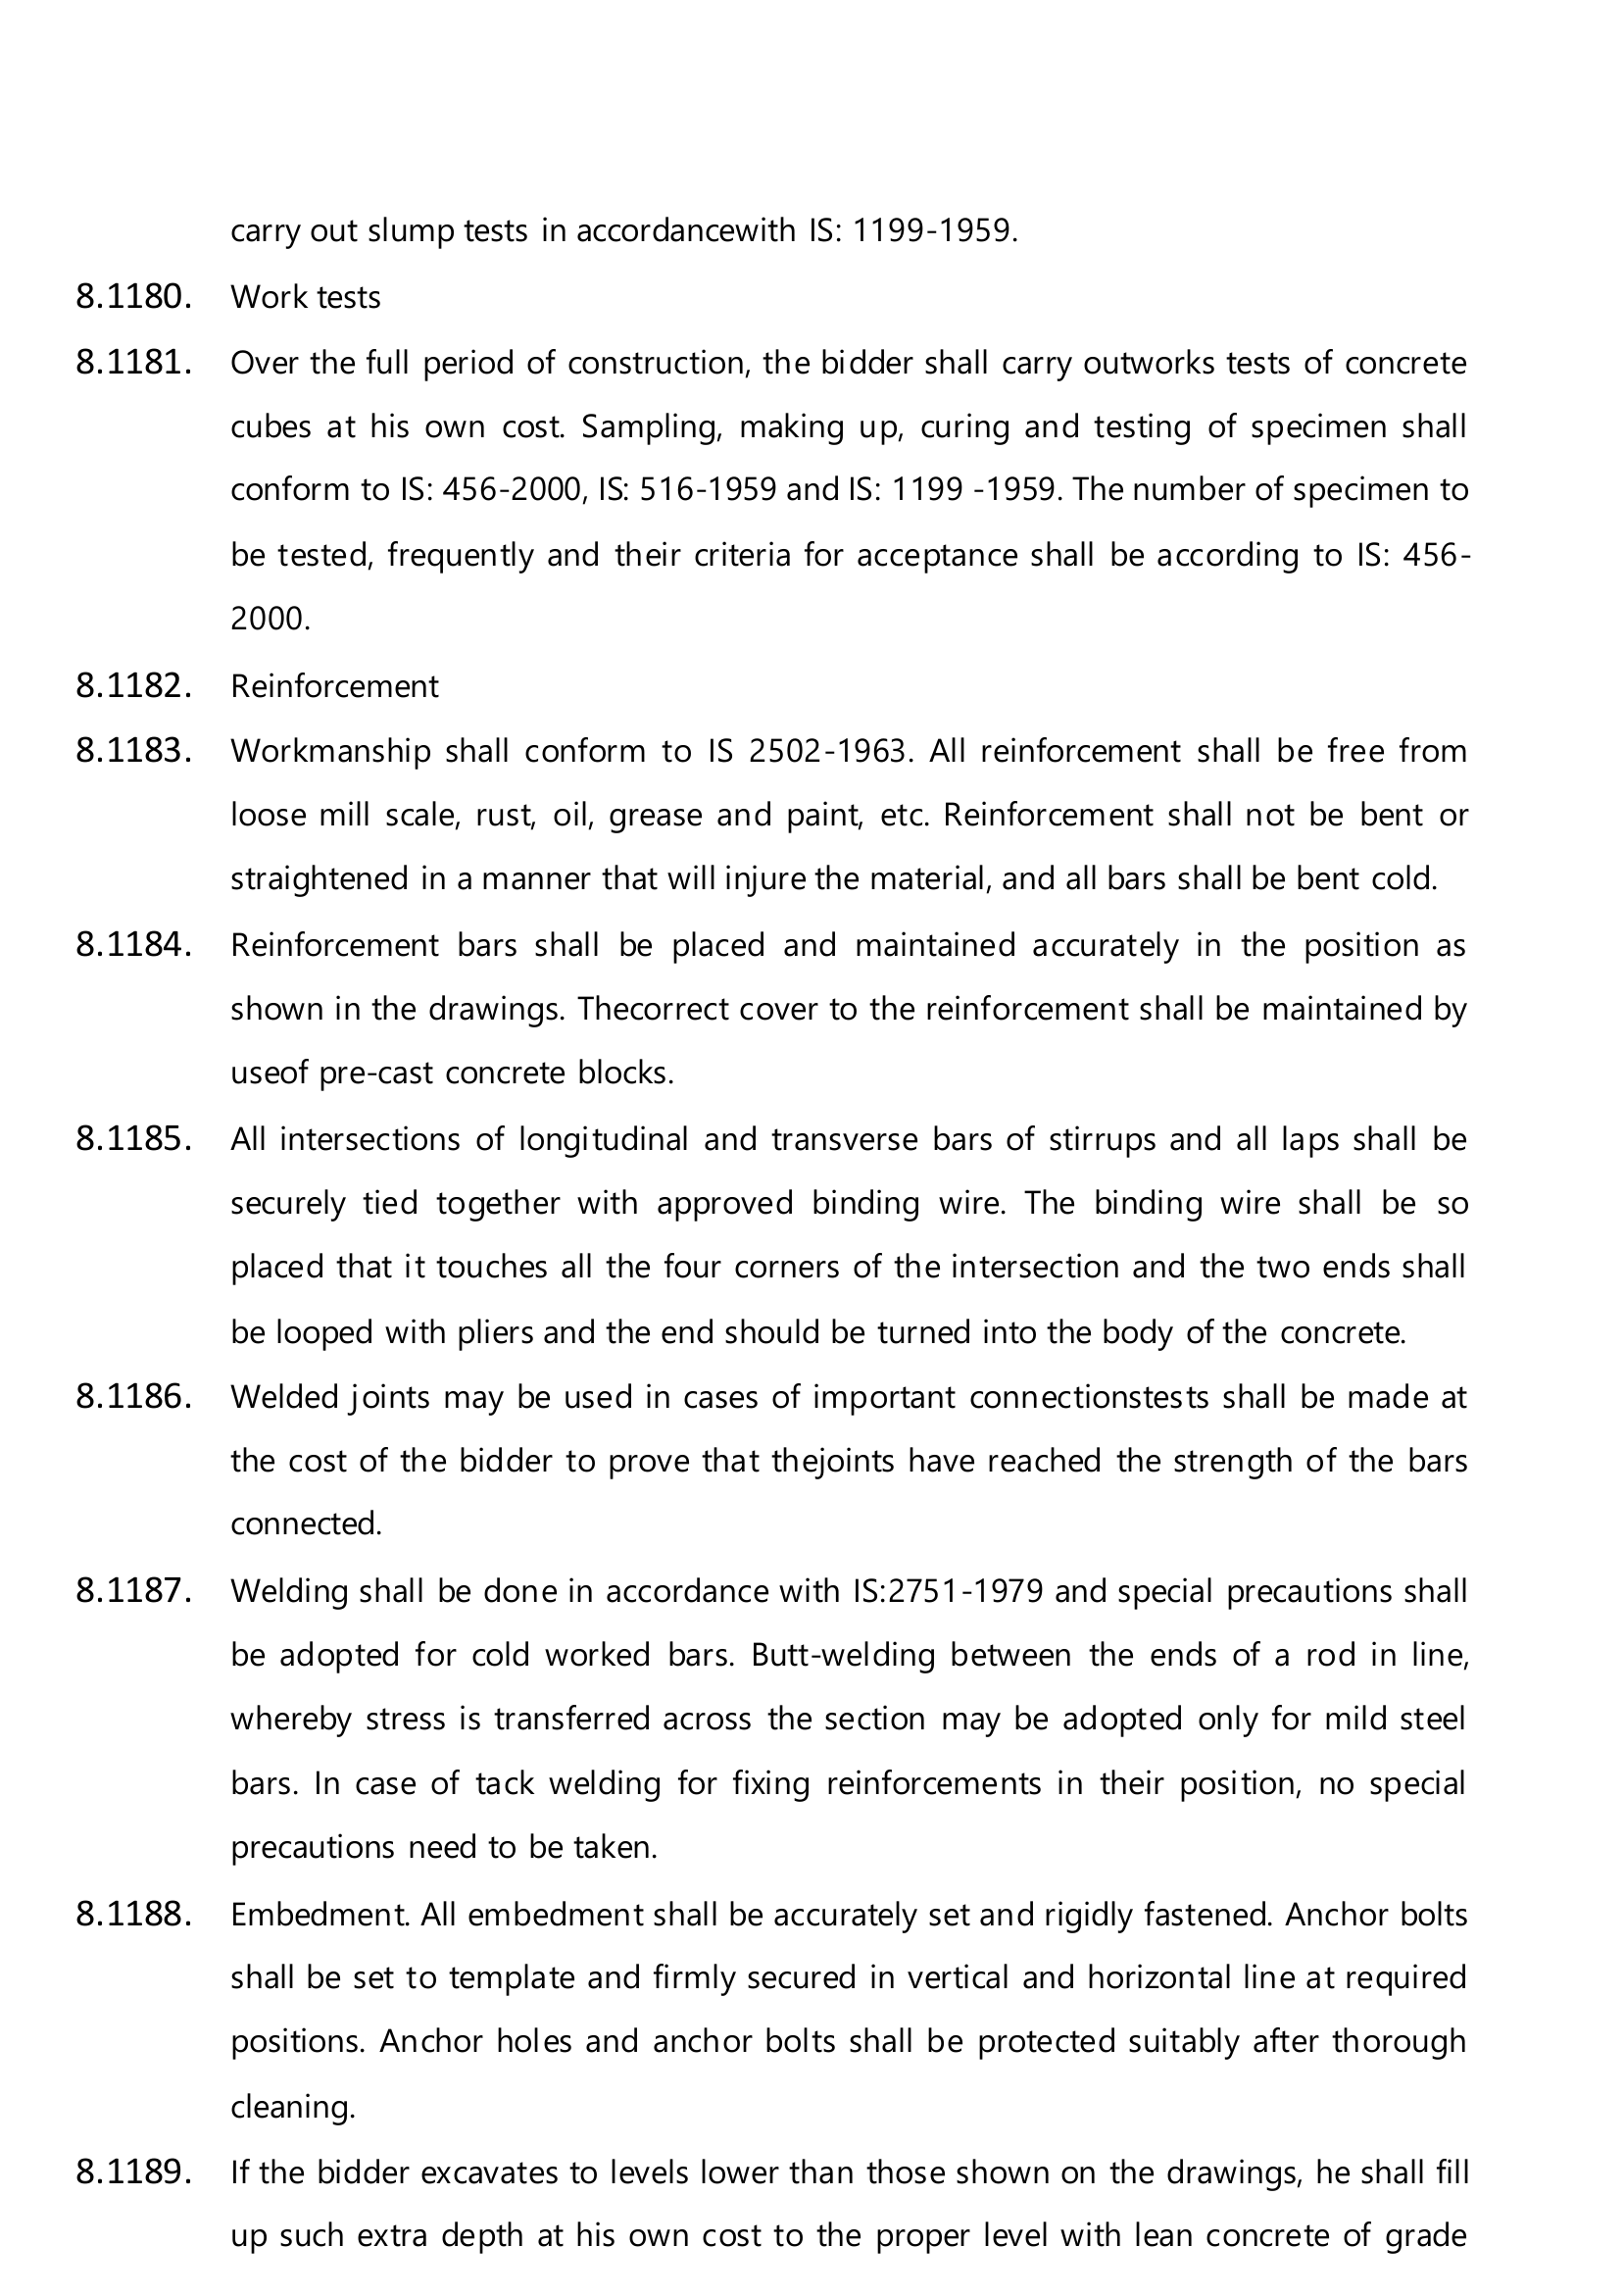 carry out slump tests in accordancewith IS: 1199-1959.
8.1180. Work tests
8.1181. Over the full period of construction, the bidder shall carry outworks tests of concrete
cubes at his own cost. Sampling, making up, curing and testing of specimen shall
conform to IS: 456-2000, IS: 516-1959 and IS: 1199 -1959. The number of specimen to
be tested, frequently and their criteria for acceptance shall be according to IS: 456-
2000.
8.1182. Reinforcement
8.1183. Workmanship shall conform to IS 2502-1963. All reinforcement shall be free from
loose mill scale, rust, oil, grease and paint, etc. Reinforcement shall not be bent or
straightened in a manner that will injure the material, and all bars shall be bent cold.
8.1184. Reinforcement bars shall be placed and maintained accurately in the position as
shown in the drawings. Thecorrect cover to the reinforcement shall be maintained by
useof pre-cast concrete blocks.
8.1185. All intersections of longitudinal and transverse bars of stirrups and all laps shall be
securely tied together with approved binding wire. The binding wire shall be so
placed that it touches all the four corners of the intersection and the two ends shall
be looped with pliers and the end should be turned into the body of the concrete.
8.1186. Welded joints may be used in cases of important connectionstests shall be made at
the cost of the bidder to prove that thejoints have reached the strength of the bars
connected.
8.1187. Welding shall be done in accordance with IS:2751-1979 and special precautions shall
be adopted for cold worked bars. Butt-welding between the ends of a rod in line,
whereby stress is transferred across the section may be adopted only for mild steel
bars. In case of tack welding for fixing reinforcements in their position, no special
precautions need to be taken.
8.1188. Embedment. All embedment shall be accurately set and rigidly fastened. Anchor bolts
shall be set to template and firmly secured in vertical and horizontal line at required
positions. Anchor holes and anchor bolts shall be protected suitably after thorough
cleaning.
8.1189. If the bidder excavates to levels lower than those shown on the drawings, he shall fill
up such extra depth at his own cost to the proper level with lean concrete of grade